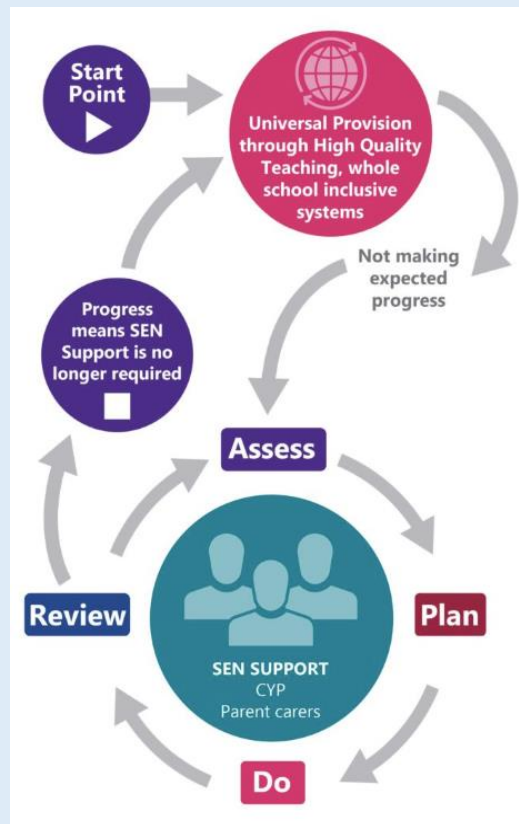 Start
Point
Universal Provision
through High Quality
Teaching, whole
school inclusive
systems
Not making
expected
progress
Progress
means SEN
Support is no
longer required
Assess
Review
Plan
SEN SUPPORT
CYP
Parent carers
Do